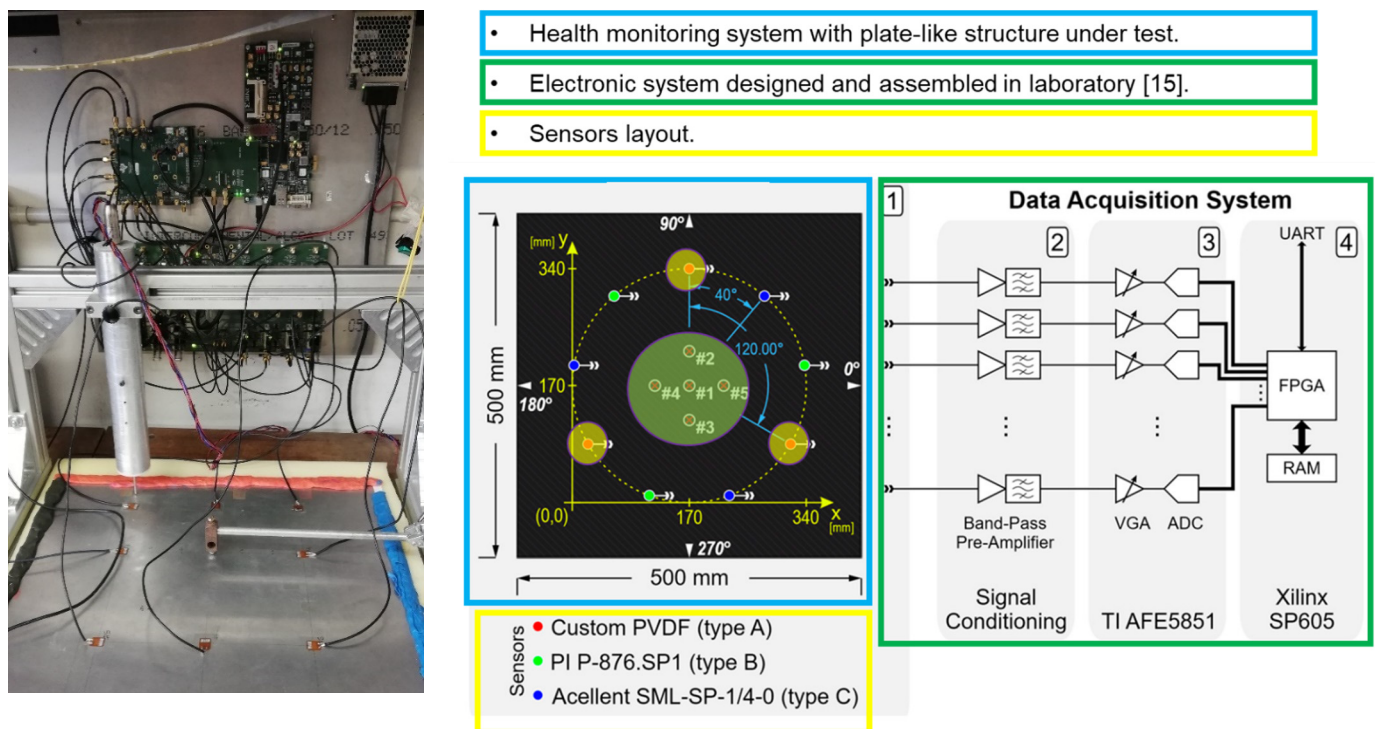 • Health monitoring system with plate-like structure under test.
• Electronic system designed and assembled in laboratory [15].
• Sensors layout.
90º
[mm] y
340
40°
120.00°
#2
0º
170
#4 #1 #5
180º
#3
500 mm
(0,0)
170
340
x
[mm]
270º
500 mm
Sensors
• Custom PVDF (type A)
• PI P-876.SP1 (type B)
• Acellent SML-SP-1/4-0 (type C)
1
Data Acquisition System
2
3
UART
4
FPGA
RAM
Band-Pass
Pre-Amplifier
VGA ADC
Signal
Conditioning
TI AFE5851
Xilinx
SP605